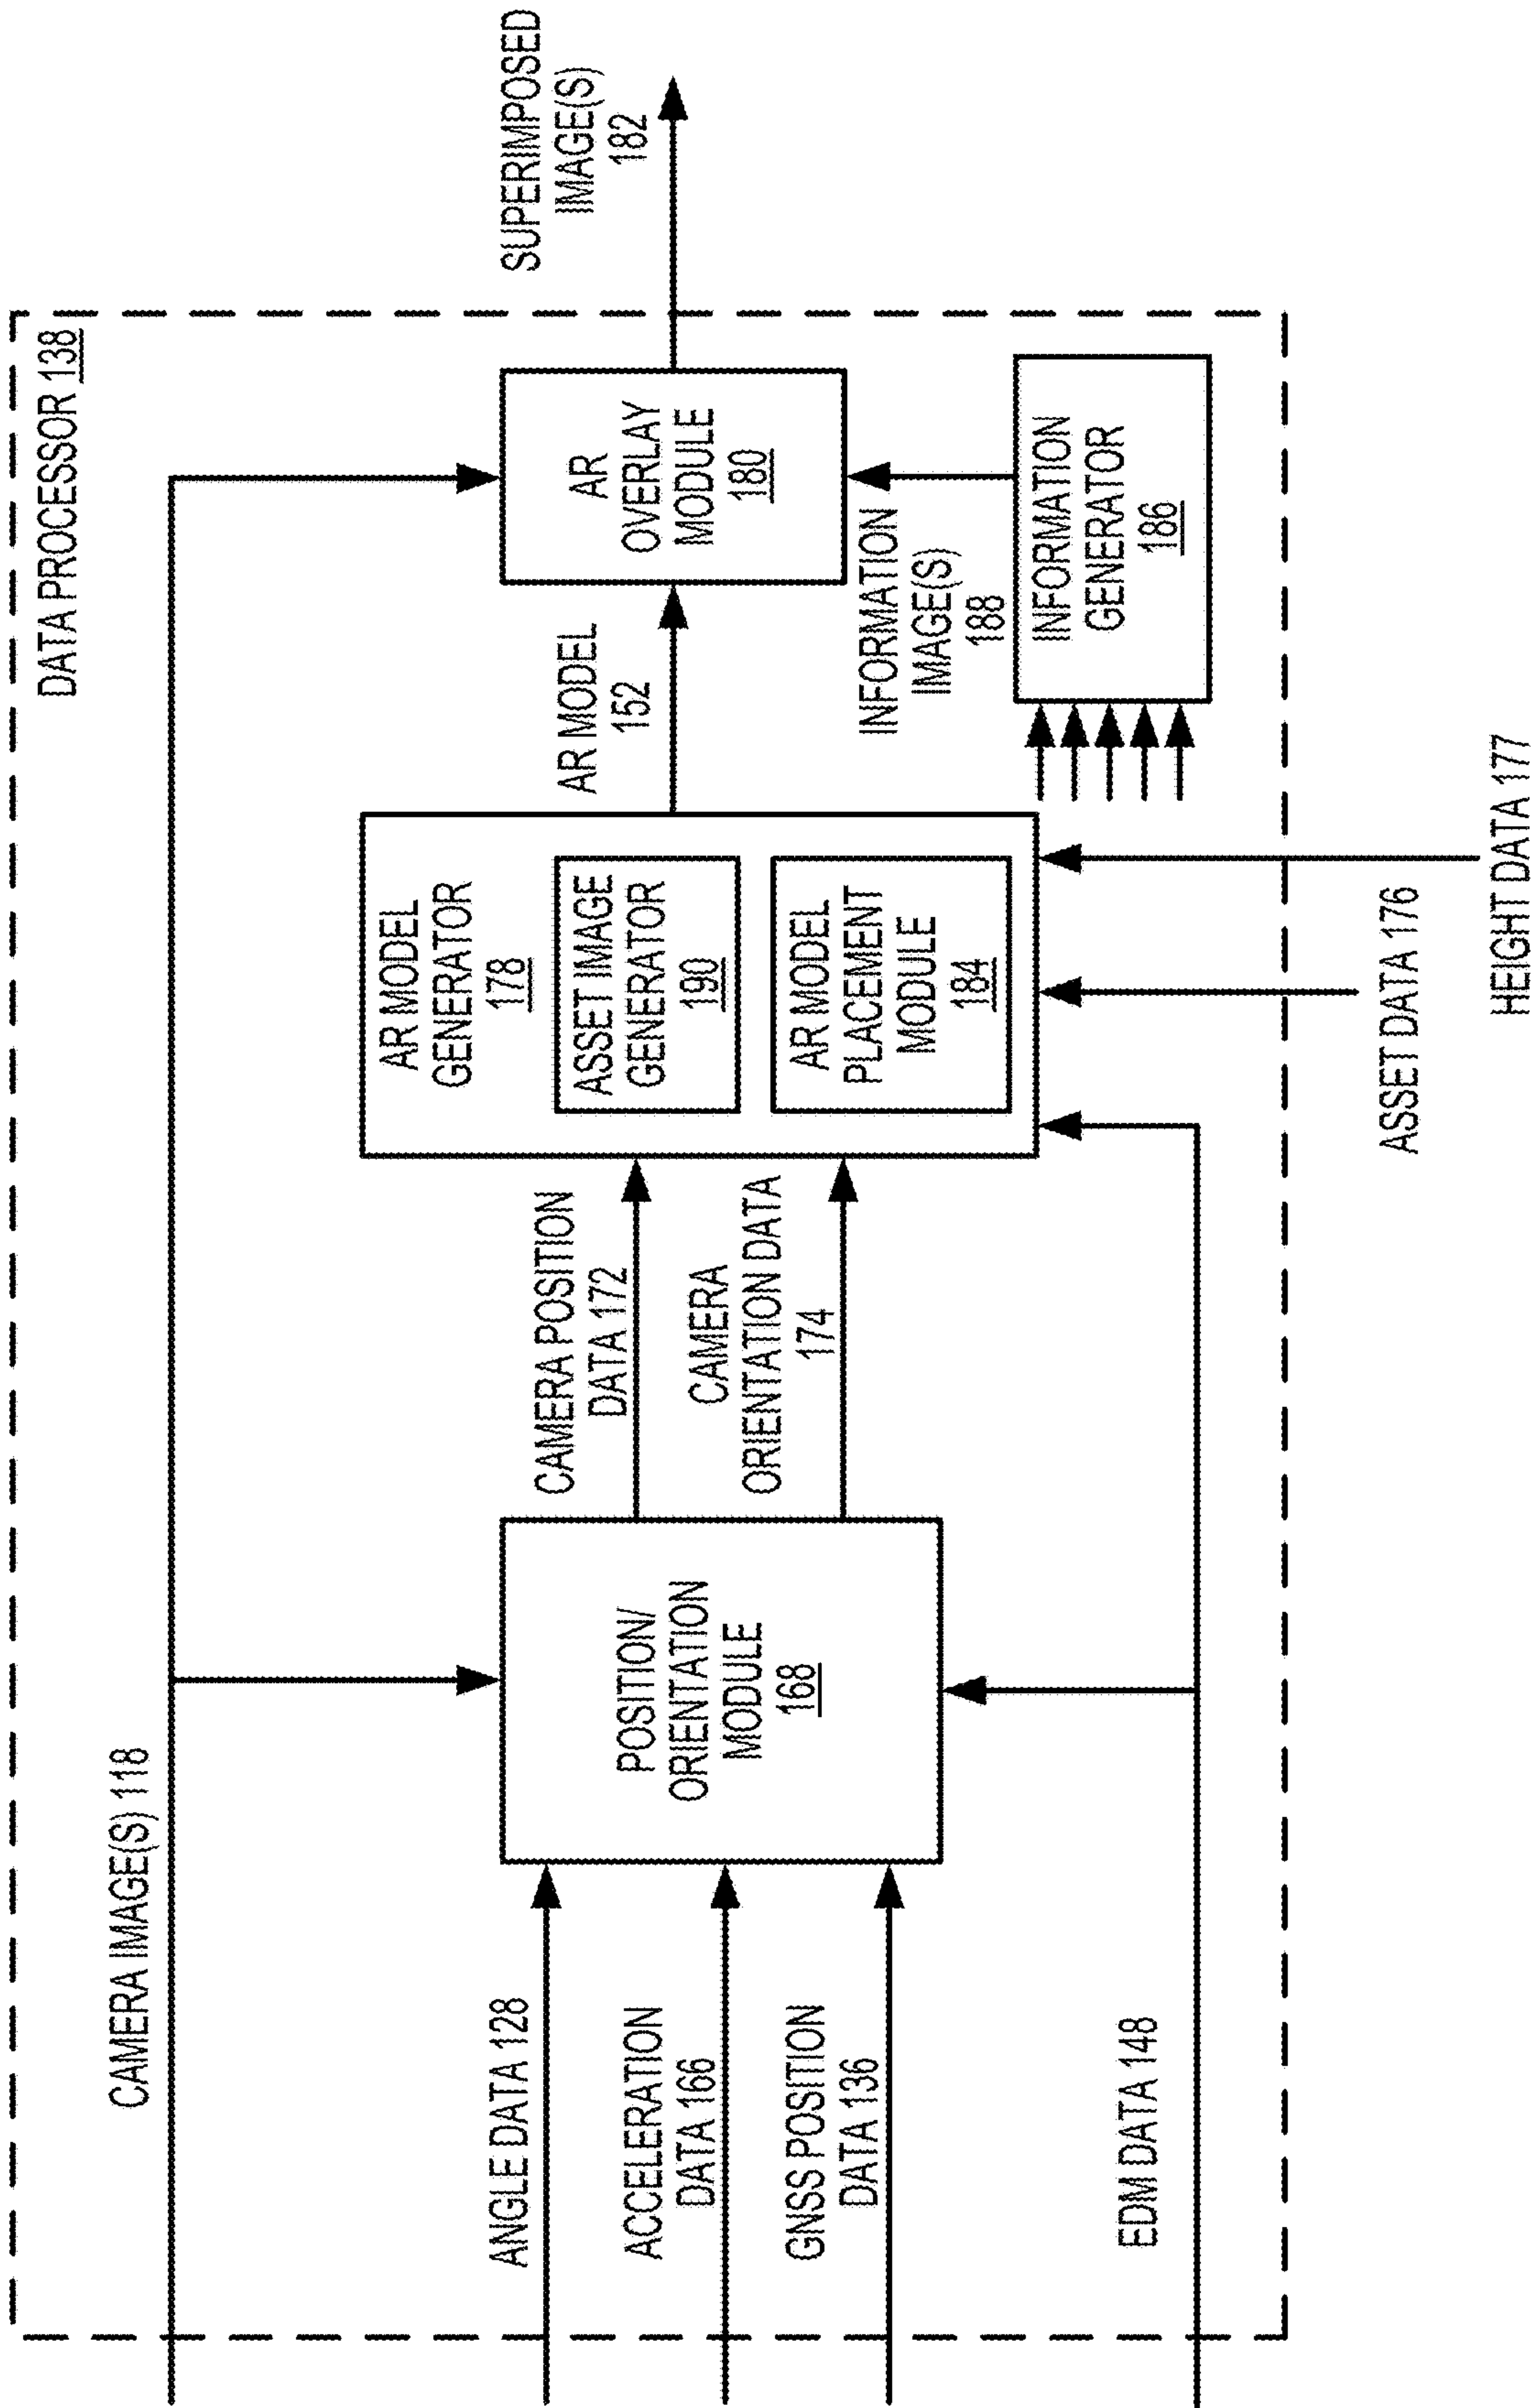 DATA PROCESSOR 138
CAMERA IMAGE(S) 118
ANGLE DATA 128
ACCELERATION
DATA 166
GNSS POSITION
DATA 136
EDM DATA 148
POSITION/
ORIENTATION
MODULE
168
CAMERA POSITION
DATA 172
CAMERA
ORIENTATION DATA
174
AR MODEL
GENERATOR
178
ASSET IMAGE
GENERATOR
190
AR MODEL
PLACEMENT
MODULE
184
ASSET DATA 176
HEIGHT DATA 177
AR MODEL
152
AR
OVERLAY
MODULE
180
INFORMATION
IMAGE(S)
188
INFORMATION
GENERATOR
186
SUPERIMPOSED
IMAGE(S)
182